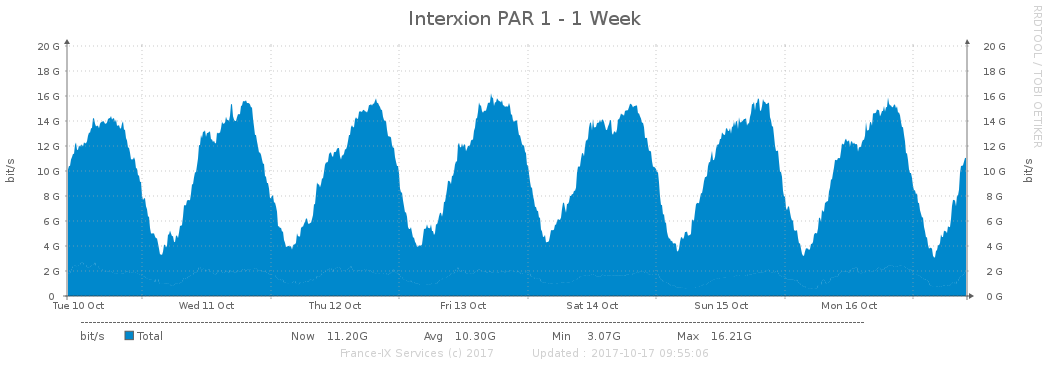 Interxion PAR 1 - 1 Week
RRDTOOL / TOBI OETIKER
20 G 20 G
18 G 18 G
16 G 16 G
14 G 14 G
12 G 12 G
10 G 10 G
8 G 8 G
6 G 6 G
4 G 4 G
2 G 2 G
0 0 G
bit/s
bit/s
Tue 10 Oct Wed 11 Oct Thu 12 Oct Fri 13 Oct Sat 14 Oct Sun 15 Oct Mon 16 Oct
bit/s Total Now 11.20G Avg 10.30G Min 3.07G Max 16.21G
France-IX Services (c) 2017 Updated : 2017-10-17 09:55:06